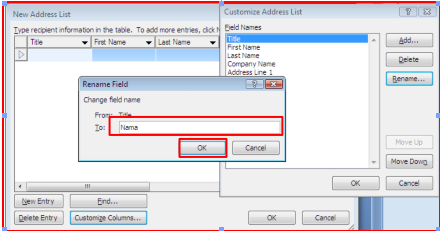 New Address List
Type recipient information in the table. To add more entries, click N
Title First Name Last Name
New Entry Find...
Delete Entry Customize Columns... OK Cancel
Customize Address List
Field Names
Title
First Name
Last Name
Company Name
Address Line 1
Add...
Delete
Rename...
Move Up
Move Down
OK Cancel
Rename Field
Change field name
From: Title
To: Nama
OK Cancel